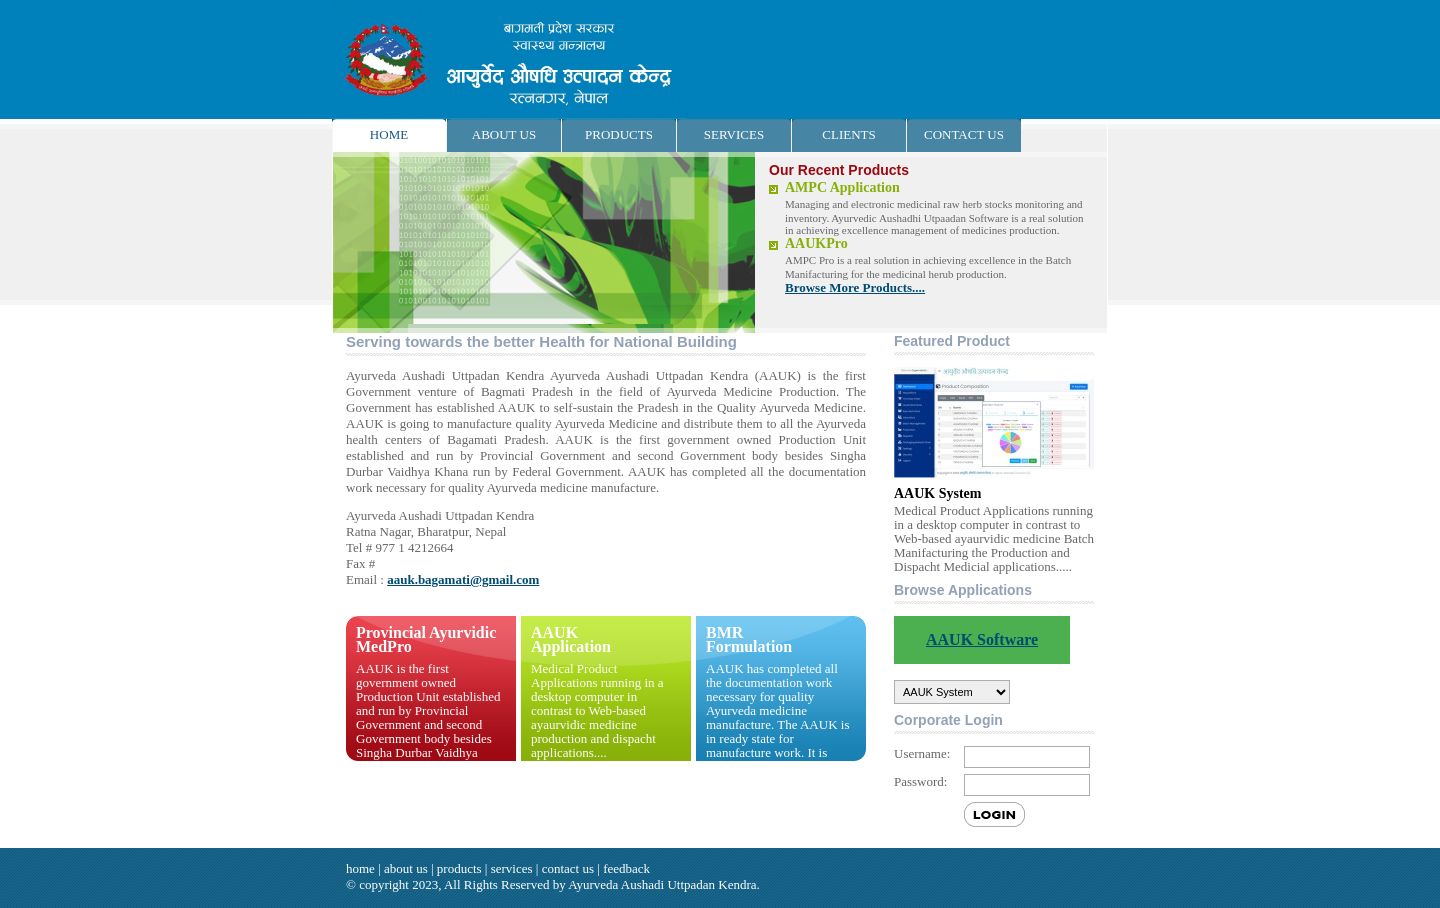 बागमती प्रदेश सरकार
स्वास्थ्य मन्त्रालय
आयुर्वेद औषधि उत्पादन केन्द्र
रत्ननगर, नेपाल
HOME
ABOUT US
PRODUCTS
SERVICES
CLIENTS
CONTACT US
Our Recent Products
AMPC Application
Managing and electronic medicinal raw herb stocks monitoring and
inventory. Ayurvedic Aushadhi Utpaadan Software is a real solution
in achieving excellence management of medicines production.
AAUKPro
AMPC Pro is a real solution in achieving excellence in the Batch
Manifacturing for the medicinal herub production.
Browse More Products....
Serving towards the better Health for National Building
Ayurveda Aushadi Uttpadan Kendra Ayurveda Aushadi Uttpadan Kendra (AAUK) is the first
Government venture of Bagmati Pradesh in the field of Ayurveda Medicine Production. The
Government has established AAUK to self-sustain the Pradesh in the Quality Ayurveda Medicine.
AAUK is going to manufacture quality Ayurveda Medicine and distribute them to all the Ayurveda
health centers of Bagamati Pradesh. AAUK is the first government owned Production Unit
established and run by Provincial Government and second Government body besides Singha
Durbar Vaidhya Khana run by Federal Government. AAUK has completed all the documentation
work necessary for quality Ayurveda medicine manufacture.
Ayurveda Aushadi Uttpadan Kendra
Ratna Nagar, Bharatpur, Nepal
Tel # 977 1 4212664
Fax #
Email : aauk.bagamati@gmail.com
Provincial Ayurvidic
MedPro
AAUK is the first
government owned
Production Unit established
and run by Provincial
Government and second
Government body besides
Singha Durbar Vaidhya
AAUK
Application
Medical Product
Applications running in a
desktop computer in
contrast to Web-based
ayaurvidic medicine
production and dispacht
applications....
BMR
Formulation
AAUK has completed all
the documentation work
necessary for quality
Ayurveda medicine
manufacture. The AAUK is
in ready state for
manufacture work. It is
Featured Product
आयुर्वेद औषधि उत्पादन केन्द्र
Product Composition
AAUK System
Medical Product Applications running
in a desktop computer in contrast to
Web-based ayaurvidic medicine Batch
Manifacturing the Production and
Dispacht Medicial applications.....
Browse Applications
AAUK Software
AAUK System
Corporate Login
Username:
Password:
LOGIN
home | about us | products | services | contact us | feedback
© copyright 2023, All Rights Reserved by Ayurveda Aushadi Uttpadan Kendra.